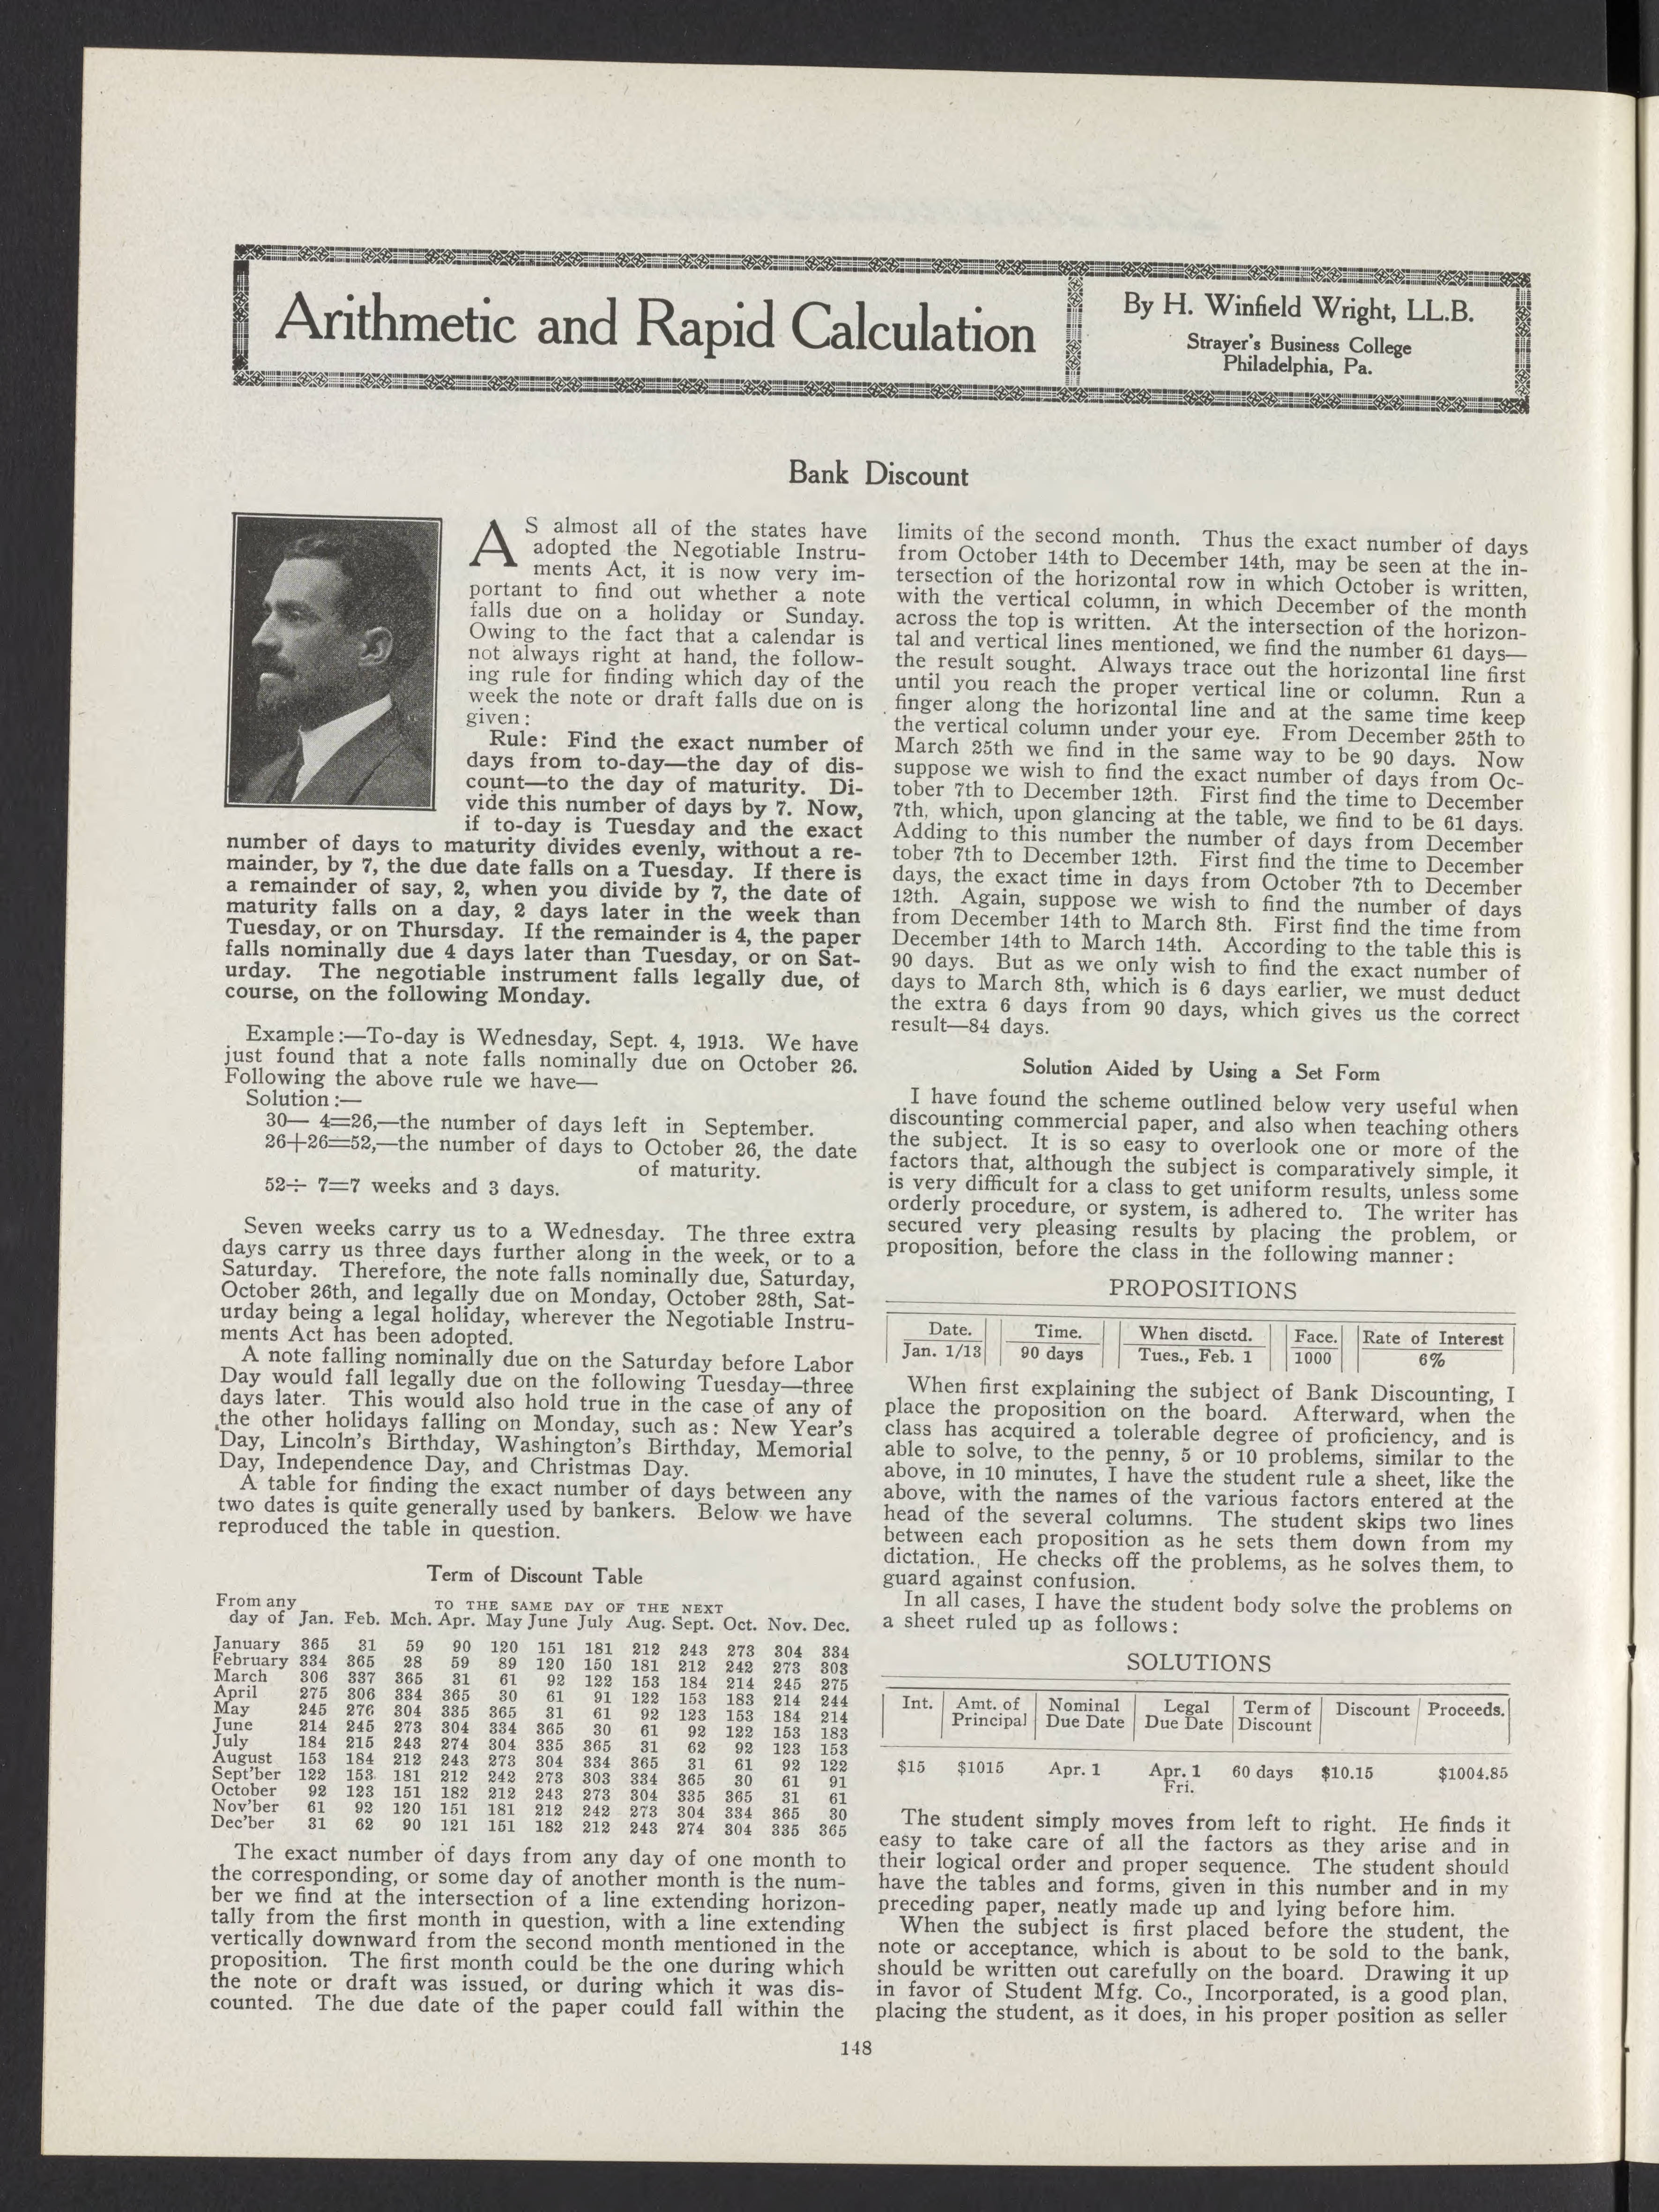 Arithmetic and Rapid Calculation
By H. Winfield Wright, LL.B.
Strayer's Business College
Philadelphia, Pa.
Bank Discount
AS almost all of the states have
adopted the Negotiable Instru-
ments Act, it is now very im-
portant to find out whether a note
falls due on a holiday or Sunday.
Owing to the fact that a calendar is
not always right at hand, the follow-
ing rule for finding which day of the
week the note or draft falls due on is
given:
Rule: Find the exact number of
days from to-day—the day of dis-
count—to the day of maturity. Di-
vide this number of days by 7. Now,
if to-day is Tuesday and the exact
number of days to maturity divides evenly, without a re-
mainder, by 7, the due date falls on a Tuesday. If there is
a remainder of say, 2, when you divide by 7, the date of
maturity falls on a day, 2 days later in the week than
Tuesday, or on Thursday. If the remainder is 4, the paper
falls nominally due 4 days later than Tuesday, or on Sat-
urday. The negotiable instrument falls legally due, of
course, on the following Monday.
Example:—To-day is Wednesday, Sept. 4, 1913. We have
just found that a note falls nominally due on October 26.
Following the above rule we have—
Solution:—
30— 4=26,—the number of days left in September.
26+26=52,—the number of days to October 26, the date
of maturity.
52÷ 7=7 weeks and 3 days.
Seven weeks carry us to a Wednesday. The three extra
days carry us three days further along in the week, or to a
Saturday. Therefore, the note falls nominally due, Saturday,
October 26th, and legally due on Monday, October 28th, Sat-
urday being a legal holiday, wherever the Negotiable Instru-
ments Act has been adopted.
A note falling nominally due on the Saturday before Labor
Day would fall legally due on the following Tuesday—three
days later. This would also hold true in the case of any of
the other holidays falling on Monday, such as: New Year's
Day, Lincoln's Birthday, Washington's Birthday, Memorial
Day, Independence Day, and Christmas Day.
A table for finding the exact number of days between any
two dates is quite generally used by bankers. Below we have
reproduced the table in question.
Term of Discount Table
From any TO THE SAME DAY OF THE NEXT
day of Jan. Feb. Mch. Apr. May June July Aug. Sept. Oct. Nov. Dec.
January 365 31 59 90 120 151 181 212 243 273 304 334
February 334 365 28 59 89 120 150 181 212 242 273 303
March 306 337 365 31 61 92 122 153 184 214 245 275
April 275 306 334 365 30 61 91 122 153 183 214 244
May 245 276 304 335 365 31 61 92 123 153 184 214
June 214 245 273 304 334 365 30 61 92 122 153 183
July 184 215 243 274 304 335 365 31 62 92 123 153
August 153 184 212 243 273 304 334 365 31 61 92 122
Sept'ber 122 153 181 212 242 273 303 334 365 30 61 91
October 92 123 151 182 212 243 273 304 335 365 31 61
Nov'ber 61 92 120 151 181 212 242 273 304 334 365 30
Dec'ber 31 62 90 121 151 182 212 243 274 304 335 365
The exact number of days from any day of one month to
the corresponding, or some day of another month is the num-
ber we find at the intersection of a line extending horizon-
tally from the first month in question, with a line extending
vertically downward from the second month mentioned in the
proposition. The first month could be the one during which
the note or draft was issued, or during which it was dis-
counted. The due date of the paper could fall within the
limits of the second month. Thus the exact number of days
from October 14th to December 14th, may be seen at the in-
tersection of the horizontal row in which October is written,
with the vertical column, in which December of the month
across the top is written. At the intersection of the horizon-
tal and vertical lines mentioned, we find the number 61 days—
the result sought. Always trace out the horizontal line first
until you reach the proper vertical line or column. Run a
finger along the horizontal line and at the same time keep
the vertical column under your eye. From December 25th to
March 25th we find in the same way to be 90 days. Now
suppose we wish to find the exact number of days from Oc-
tober 7th to December 12th. First find the time to December
7th, which, upon glancing at the table, we find to be 61 days.
Adding to this number the number of days from December
tober 7th to December 12th. First find the time to December
days, the exact time in days from October 7th to December
12th. Again, suppose we wish to find the number of days
from December 14th to March 8th. First find the time from
December 14th to March 14th. According to the table this is
90 days. But as we only wish to find the exact number of
days to March 8th, which is 6 days earlier, we must deduct
the extra 6 days from 90 days, which gives us the correct
result—84 days.
Solution Aided by Using a Set Form
I have found the scheme outlined below very useful when
discounting commercial paper, and also when teaching others
the subject. It is so easy to overlook one or more of the
factors that, although the subject is comparatively simple, it
is very difficult for a class to get uniform results, unless some
orderly procedure, or system, is adhered to. The writer has
secured very pleasing results by placing the problem, or
proposition, before the class in the following manner:
PROPOSITIONS
Date. Time. When disctd. Face. Rate of Interest
Jan. 1/13 90 days Tues., Feb. 1 1000 6%
When first explaining the subject of Bank Discounting, I
place the proposition on the board. Afterward, when the
class has acquired a tolerable degree of proficiency, and is
able to solve, to the penny, 5 or 10 problems, similar to the
above, in 10 minutes, I have the student rule a sheet, like the
above, with the names of the various factors entered at the
head of the several columns. The student skips two lines
between each proposition as he sets them down from my
dictation. He checks off the problems, as he solves them, to
guard against confusion.
In all cases, I have the student body solve the problems on
a sheet ruled up as follows:
SOLUTIONS
Int. Amt. of Nominal Legal Term of Discount Proceeds.
Principal Due Date Due Date Discount
$15 $1015 Apr. 1 Apr. 1 60 days $10.15 $1004.85
Fri.
The student simply moves from left to right. He finds it
easy to take care of all the factors as they arise and in
their logical order and proper sequence. The student should
have the tables and forms, given in this number and in my
preceding paper, neatly made up and lying before him.
When the subject is first placed before the student, the
note or acceptance, which is about to be sold to the bank,
should be written out carefully on the board. Drawing it up
in favor of Student Mfg. Co., Incorporated, is a good plan,
placing the student, as it does, in his proper position as seller
148